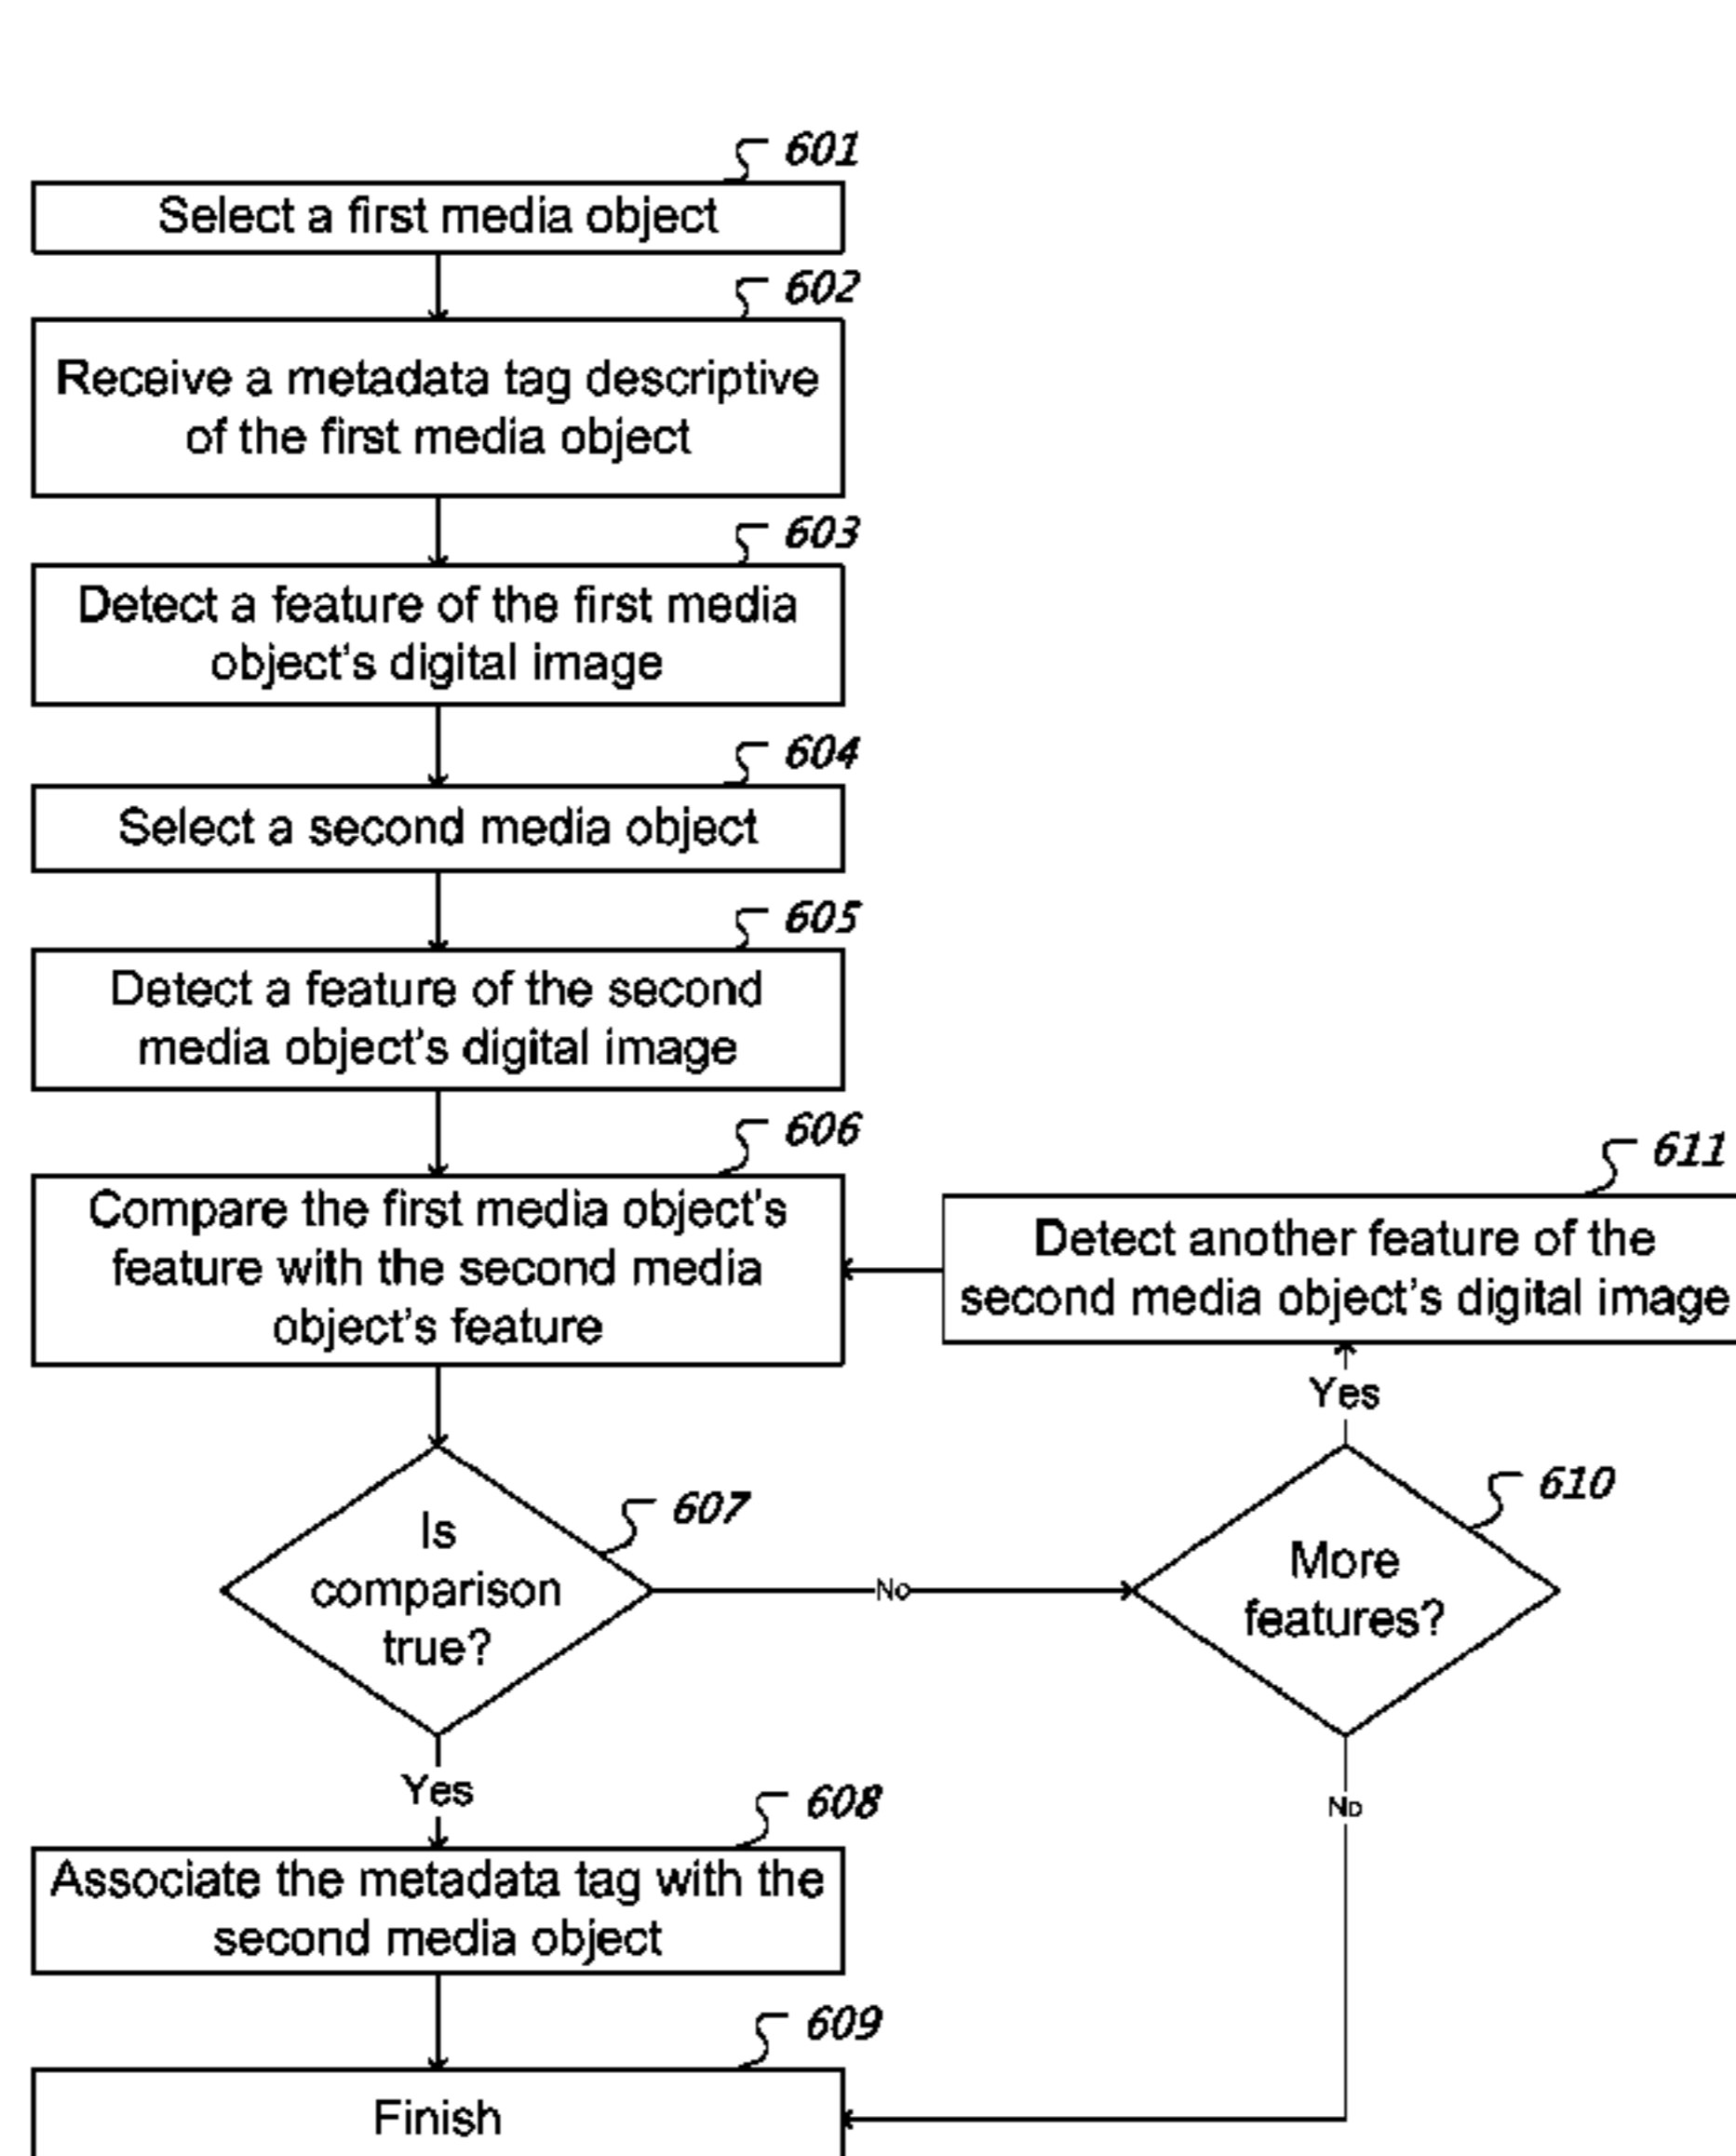 601
Select a first media object
602
Receive a metadata tag descriptive
of the first media object
603
Detect a feature of the first media
object's digital image
604
Select a second media object
605
Detect a feature of the second
media object's digital image
606
Compare the first media object's
feature with the second media
object's feature
611
Detect another feature of the
second media object's digital image
Yes
607
Is
comparison
true?
No
610
More
features?
Yes
No
608
Associate the metadata tag with the
second media object
609
Finish